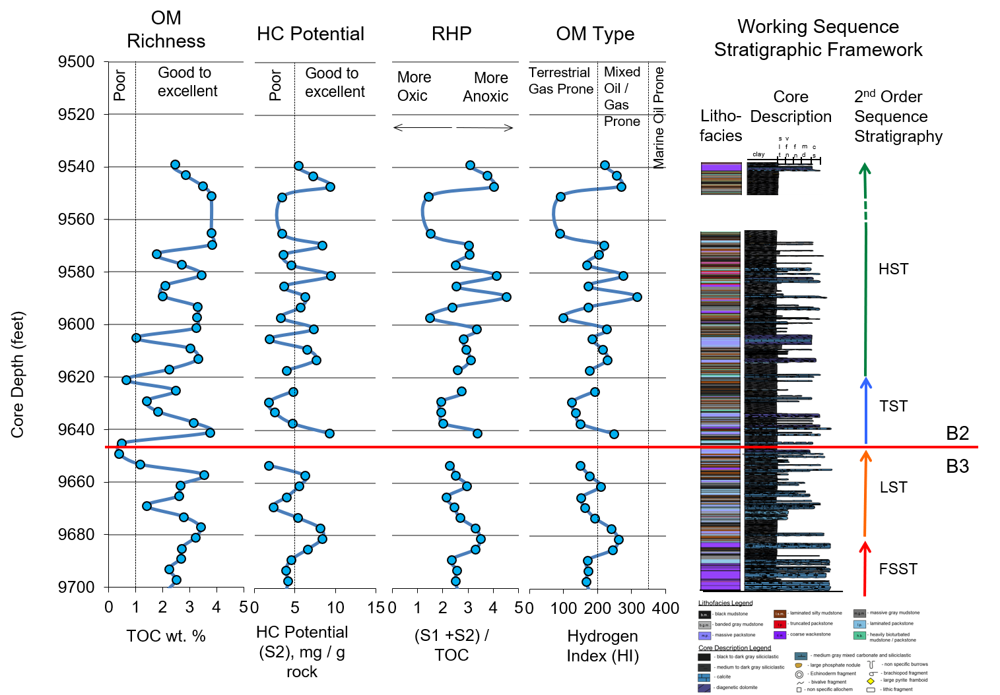 OM
Richness
HC Potential
RHP
OM Type
Working Sequence
Stratigraphic Framework
Poor
Good to
excellent
Poor
Good to
excellent
More
Oxic
More
Anoxic
Terrestrial
Gas Prone
Mixed
Oil /
Gas
Prone
Marine Oil Prone
Litho-
facies
Core
Description
2nd Order
Sequence
Stratigraphy
s v m c
l f f d s
t n n
clay
Core Depth (feet)
9500
9520
9540
9560
9580
9600
9620
9640
9660
9680
9700
HST
TST
B2
B3
LST
FSST
0 1 2 3 4 5
0 5 10 15
0 1 2 3 4 5
0 100 200 300 400
TOC wt. %
HC Potential
(S2), mg / g
rock
(S1 +S2) /
TOC
Hydrogen
Index (HI)
Lithofacies Legend
b.m. - black mudstone
l.s.m. - laminated silty mudstone
m.g.m. - massive gray mudstone
b.g.m. - banded gray mudstone
t.p. - truncated packstone
l.p. - laminated packstone
m.p. - massive packstone
c.w. - coarse wackestone
h.b. - heavily bioturbated
mudstone / packstone
Core Description Legend
- black to dark gray siliciclastic
- medium to dark gray siliciclastic
- calcite
- diagenetic dolomite
- medium gray mixed carbonate and siliciclastic
- large phosphate nodule
- Echinoderm fragment
- bivalve fragment
- non specific allochem
- non specific burrows
- brachiopod fragment
- large pyrite framboid
- lithic fragment